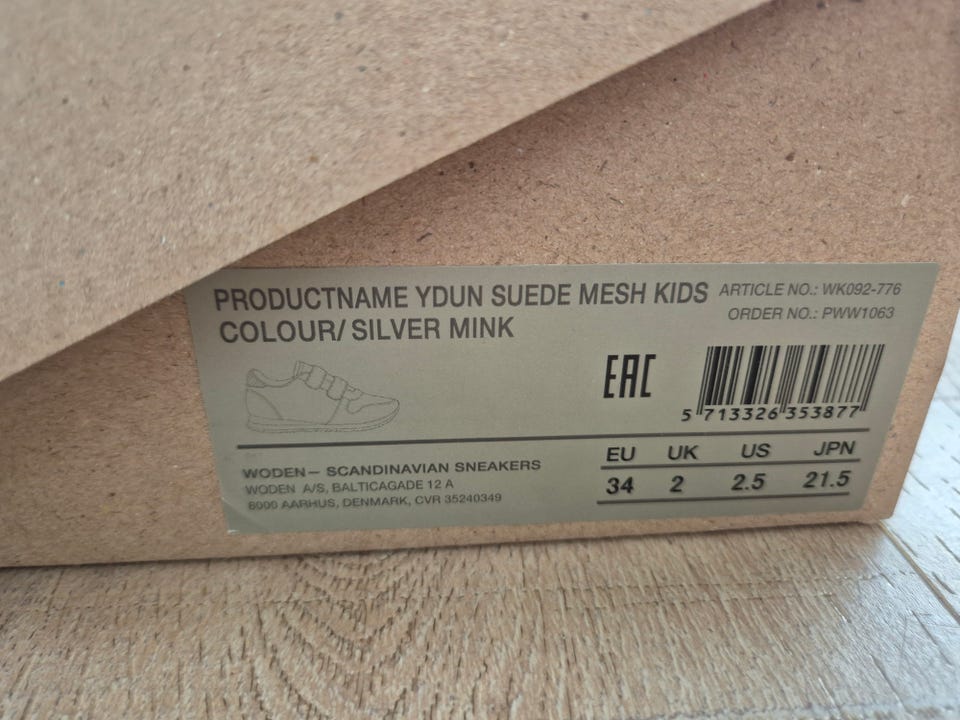 PRODUCTNAME YDUN SUEDE MESH KIDS
COLOUR/ SILVER MINK
ARTICLE NO.: WK092-776
ORDER NO.: PWW1063
EAC
5 713326 353877
WODEN– SCANDINAVIAN SNEAKERS
WODEN A/S, BALTICAGADE 12 A
8000 AARHUS, DENMARK, CVR 35240349
EU UK US JPN
34 2 2.5 21.5